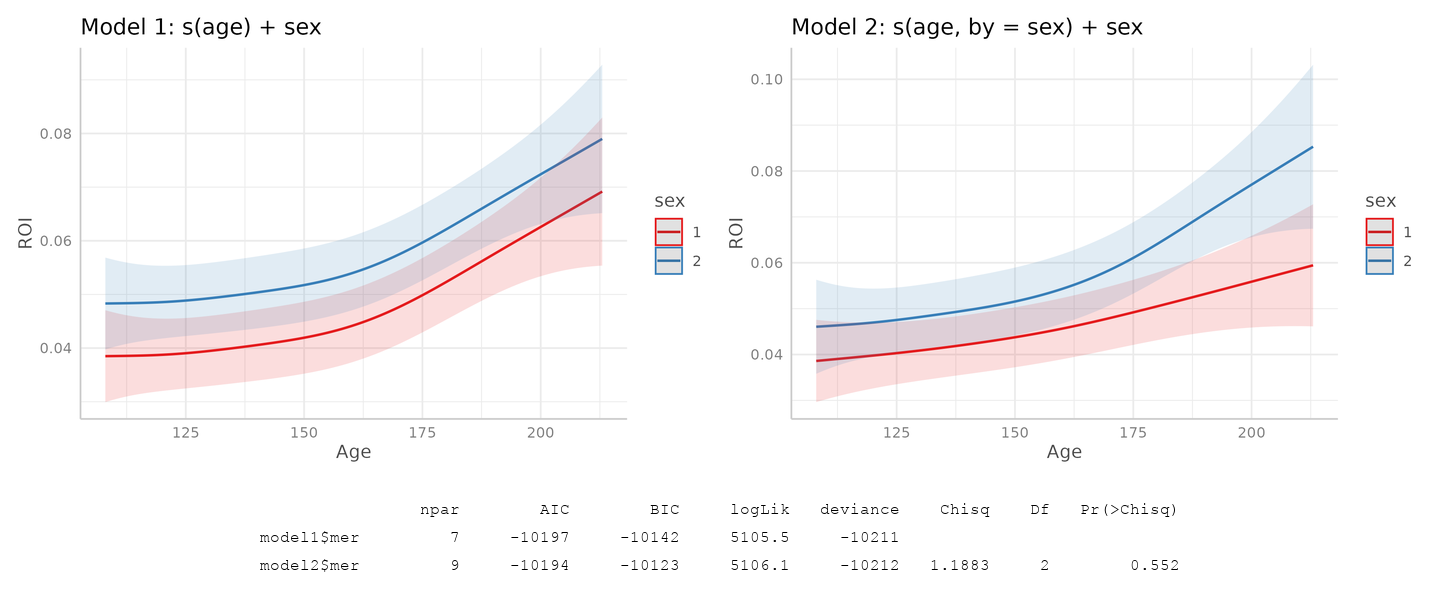 Model 1: s(age) + sex
0.08
0.06
0.04
ROI
125 150 175 200
Age
sex
1
2
Model 2: s(age, by = sex) + sex
0.10
0.08
0.06
0.04
ROI
125 150 175 200
Age
sex
1
2
npar AIC BIC logLik deviance Chisq Df Pr(>Chisq)
model1$mer 7 -10197 -10142 5105.5 -10211
model2$mer 9 -10194 -10123 5106.1 -10212 1.1883 2 0.552